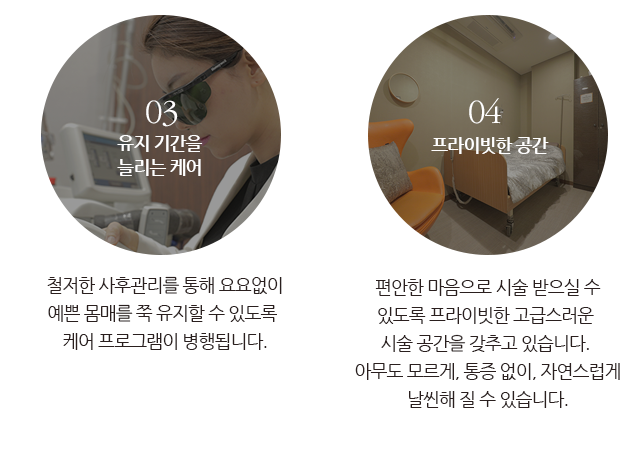 03
유지 기간을
늘리는 케어
철저한 사후관리를 통해 요요없이
예쁜 몸매를 쭉 유지할 수 있도록
케어 프로그램이 병행됩니다.
04
프라이빗한 공간
편안한 마음으로 시술 받으실 수
있도록 프라이빗한 고급스러운
시술 공간을 갖추고 있습니다.
아무도 모르게, 통증 없이, 자연스럽게
날씬해 질 수 있습니다.